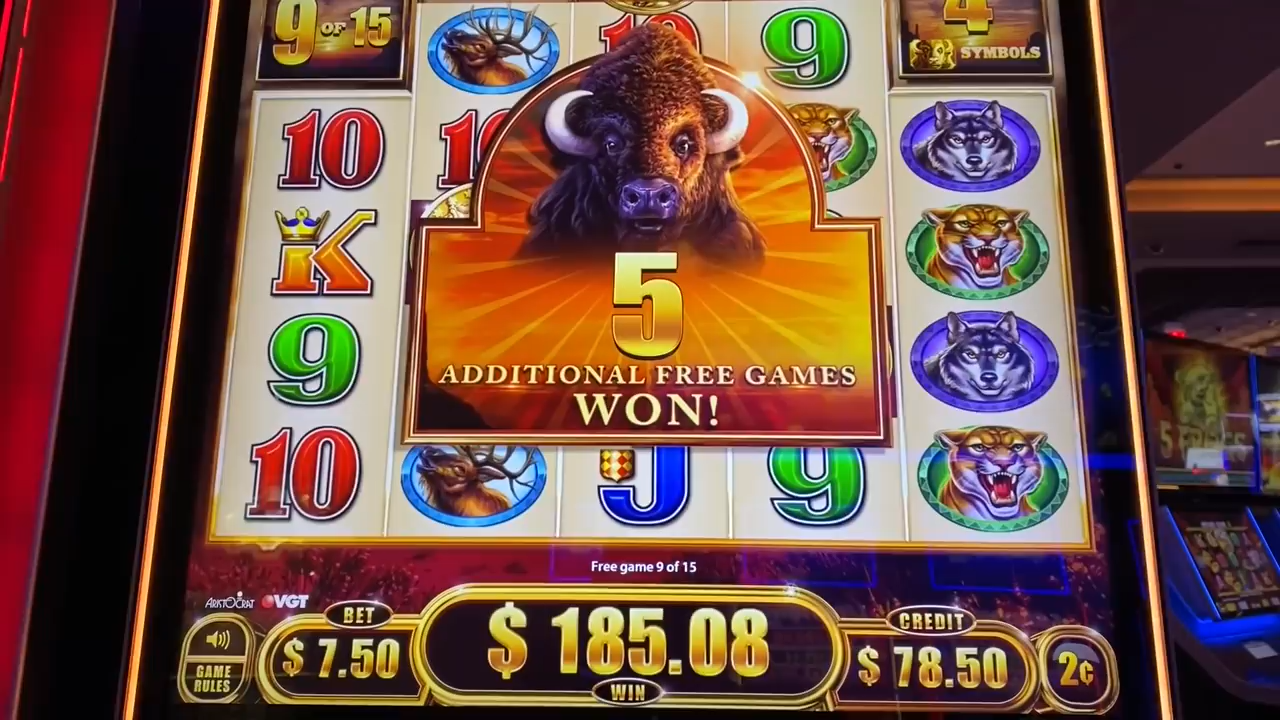 9 OF 15
10
9
4
SYMBOLS
10
10
K
9
5
ADDITIONAL FREE GAMES
WON!
10
J
9
Free game 9 of 15
ARISTOCRAT VGT
BET
CREDIT
GAME
RULES
$ 7.50
$ 185.08
$ 78.50
2¢
WIN